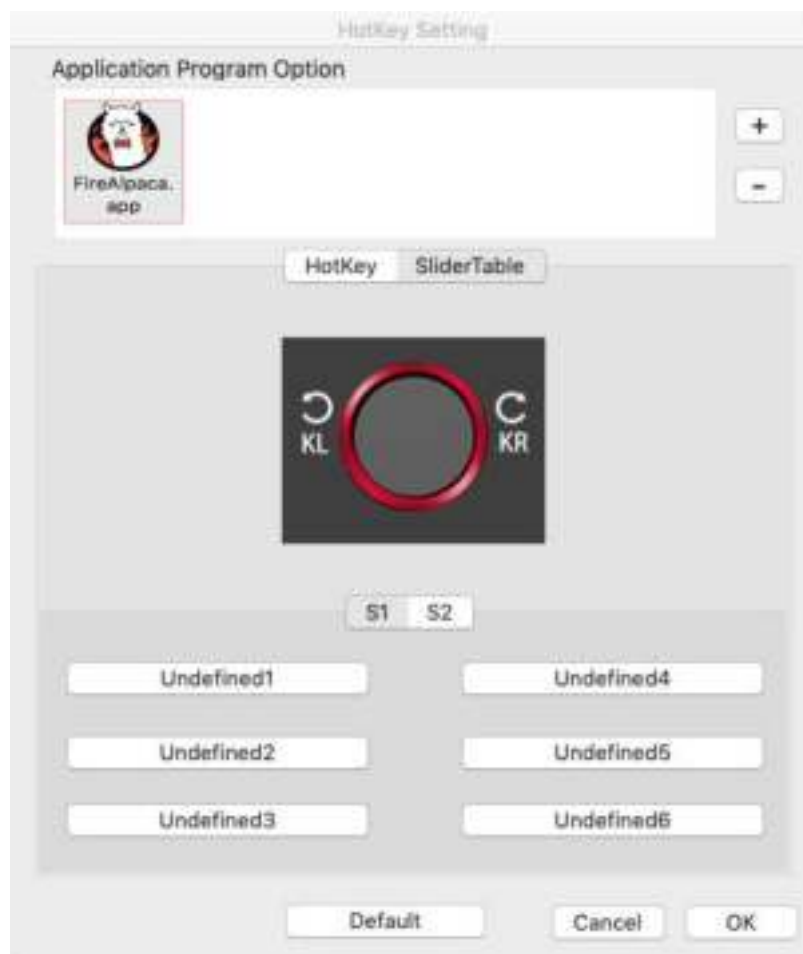 HotKey Setting
Application Program Option
FireAlpaca.
app
+
-
HotKey SliderTable
KL KR
S1 S2
Undefined1 Undefined4
Undefined2 Undefined5
Undefined3 Undefined6
Default Cancel OK